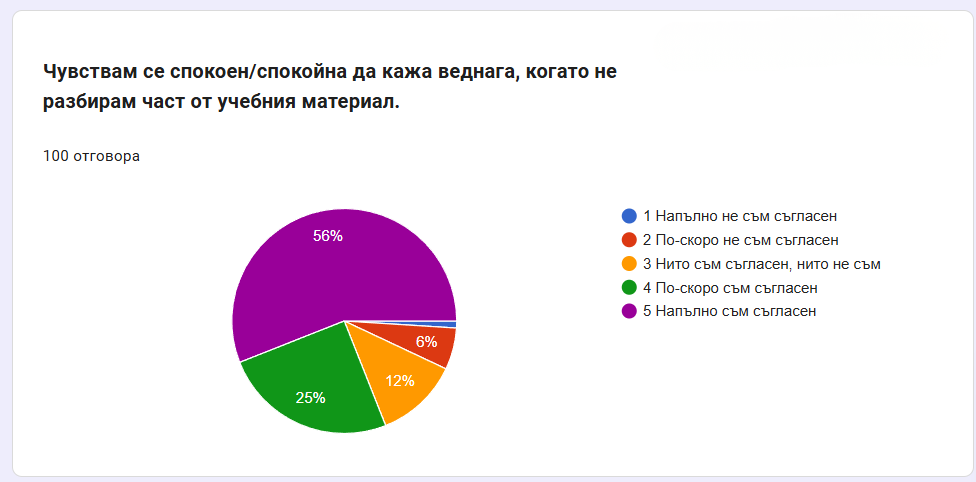 Чувствам се спокоен/спокойна да кажа веднага, когато не
разбирам част от учебния материал.
100 отговора
56%
6%
12%
25%
1 Напълно не съм съгласен
2 По-скоро не съм съгласен
3 Нито съм съгласен, нито не съм
4 По-скоро съм съгласен
5 Напълно съм съгласен